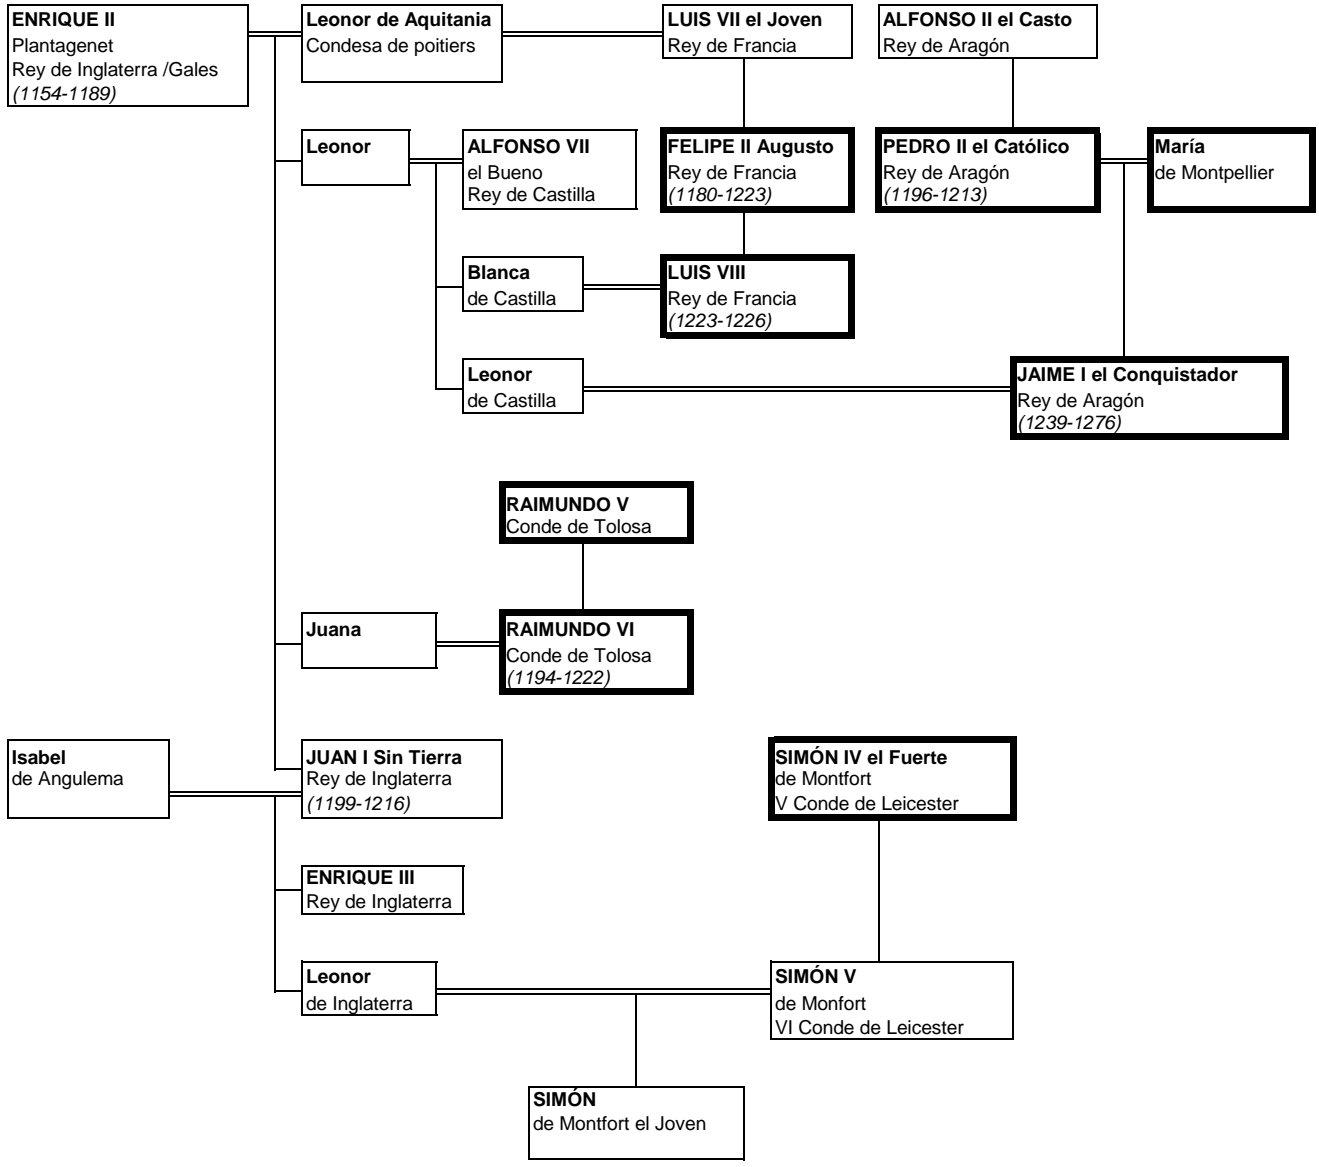 ENRIQUE II
Plantagenet
Rey de Inglaterra /Gales
(1154-1189)
Leonor de Aquitania
Condesa de poitiers
LUIS VII el Joven
Rey de Francia
ALFONSO II el Casto
Rey de Aragón
Leonor
ALFONSO VII
el Bueno
Rey de Castilla
FELIPE II Augusto
Rey de Francia
(1180-1223)
PEDRO II el Católico
Rey de Aragón
(1196-1213)
María
de Montpellier
Blanca
de Castilla
LUIS VIII
Rey de Francia
(1223-1226)
Leonor
de Castilla
JAIME I el Conquistador
Rey de Aragón
(1239-1276)
RAIMUNDO V
Conde de Tolosa
Juana
RAIMUNDO VI
Conde de Tolosa
(1194-1222)
Isabel
de Angulema
JUAN I Sin Tierra
Rey de Inglaterra
(1199-1216)
SIMÓN IV el Fuerte
de Montfort
V Conde de Leicester
ENRIQUE III
Rey de Inglaterra
Leonor
de Inglaterra
SIMÓN V
de Monfort
VI Conde de Leicester
SIMÓN
de Montfort el Joven